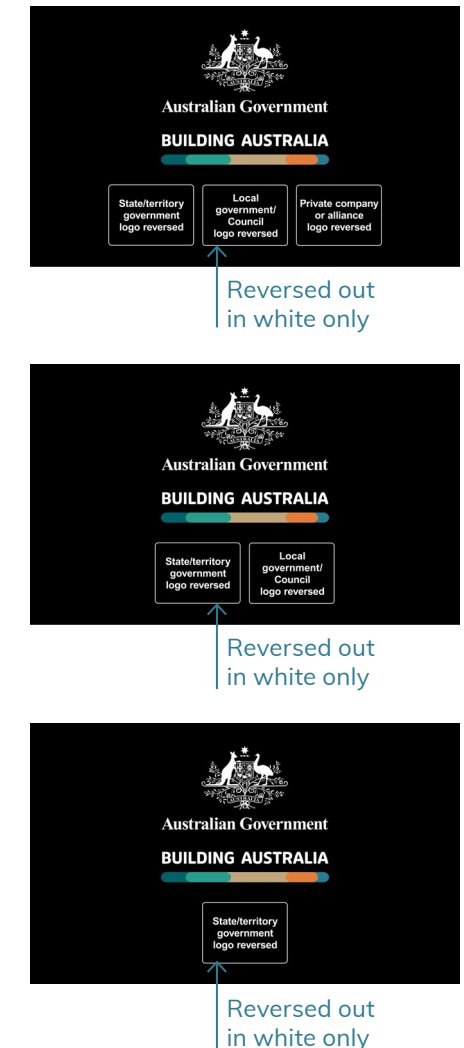 AUSTRALIA
Australian Government
BUILDING AUSTRALIA
State/territory
government
logo reversed
Local
government/
Council
logo reversed
Private company
or alliance
logo reversed
Reversed out
in white only
AUSTRALIA
Australian Government
BUILDING AUSTRALIA
State/territory
government
logo reversed
Local
government/
Council
logo reversed
Reversed out
in white only
AUSTRALIA
Australian Government
BUILDING AUSTRALIA
State/territory
government
logo reversed
Reversed out
in white only